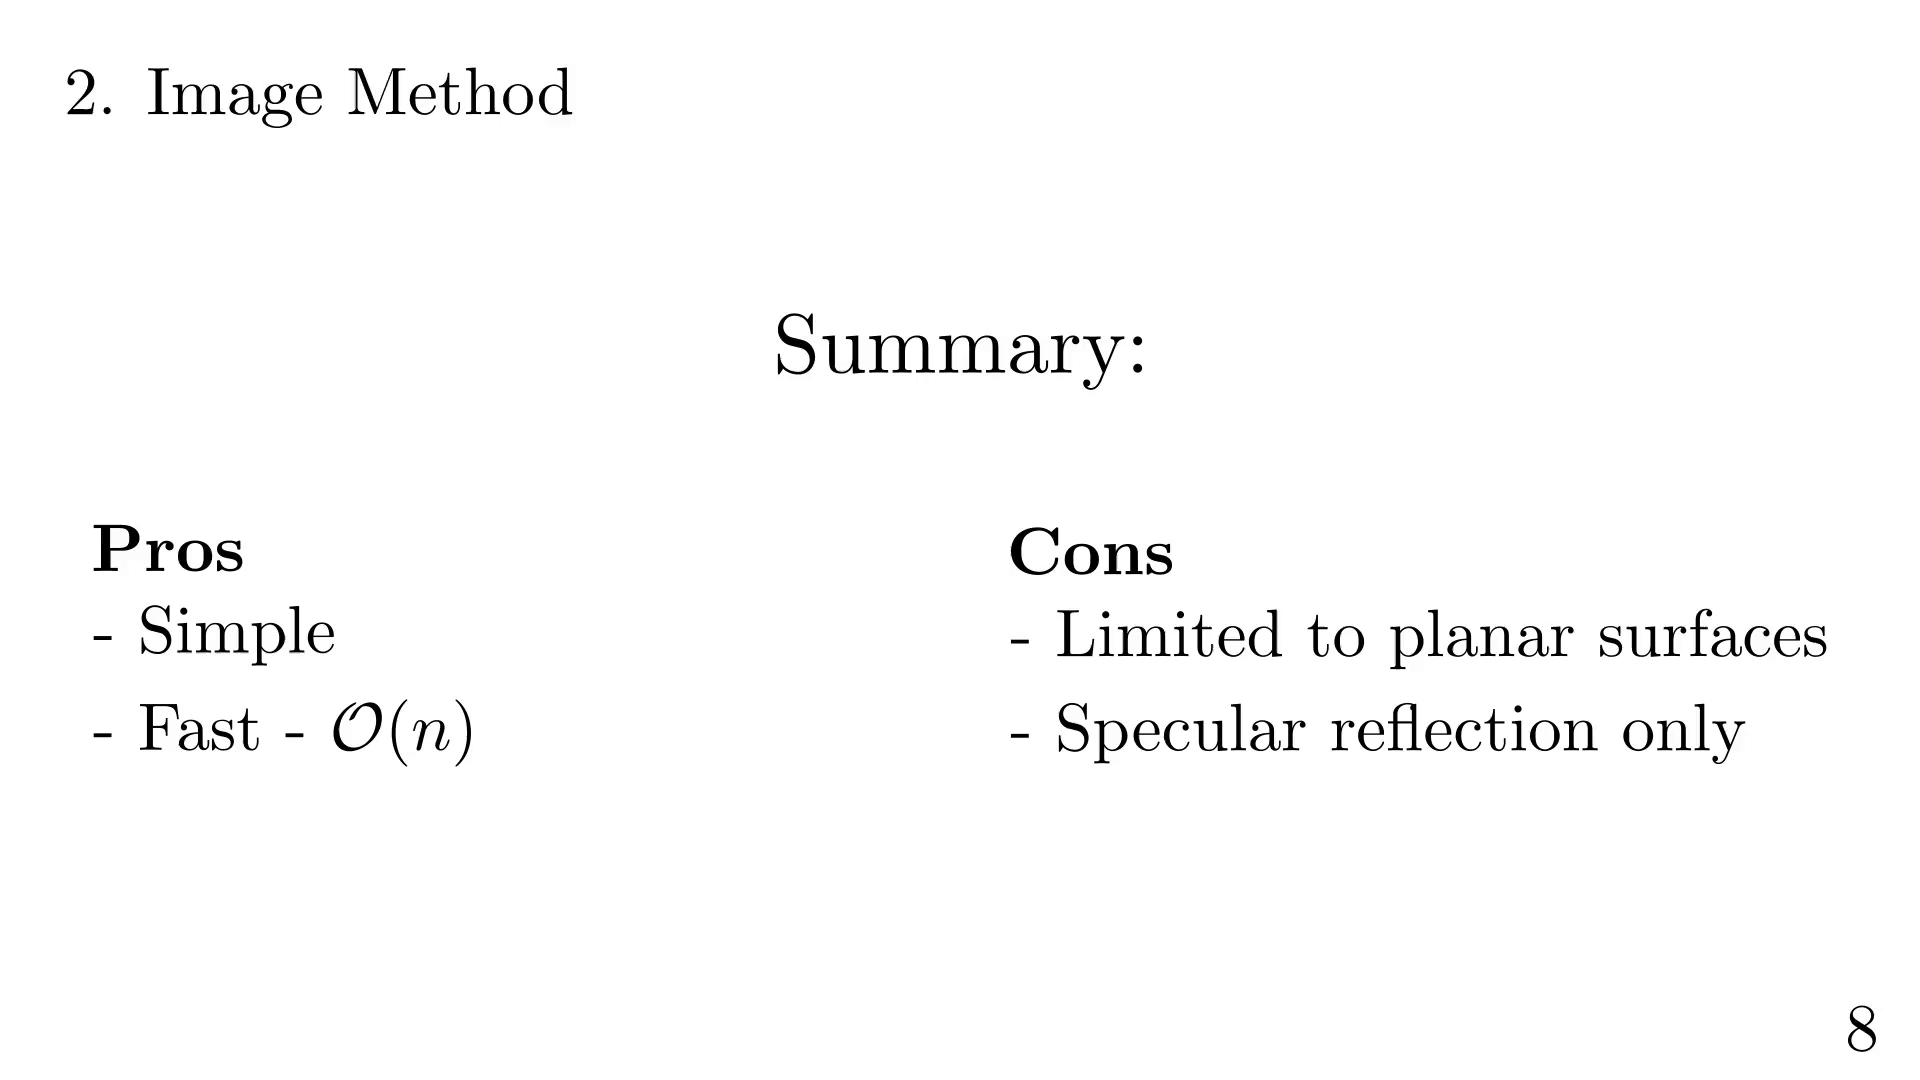 2. Image Method
Summary:
Pros
- Simple
- Fast - 𝒪(n)
Cons
- Limited to planar surfaces
- Specular reflection only
8